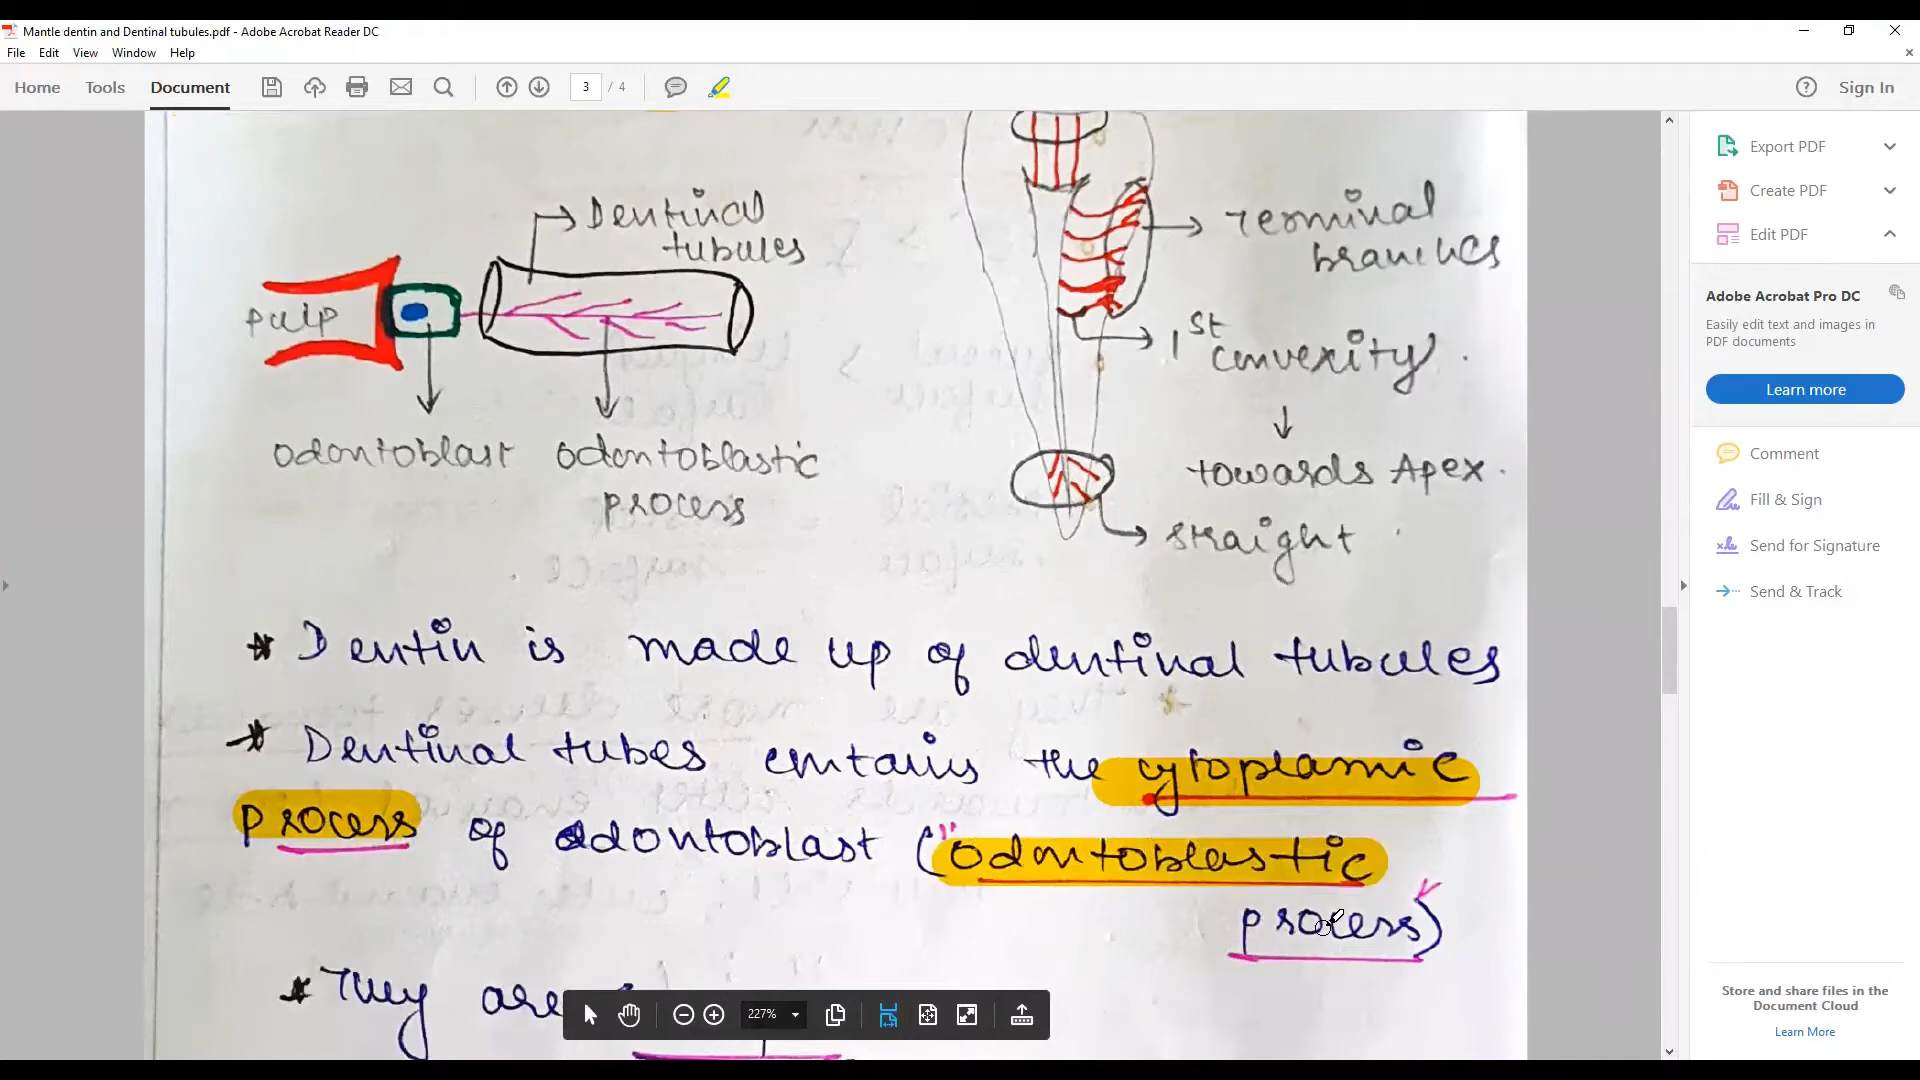 Mantle dentin and Dentinal tubules.pdf - Adobe Acrobat Reader DC
File Edit View Window Help
Home Tools Document 3 / 4 Sign In
Dentinal
tubules
pulp
odontoblast
odontoblastic
process
Terminal
branches
1st
convexity.
towards Apex.
straight
* Dentin is made up of dentinal tubules
* Dentinal tubes contains the cytoplamic
process of odontoblast ("odontoblastic
process)
* They are
227%
Export PDF
Create PDF
Edit PDF
Adobe Acrobat Pro DC
Easily edit text and images in
PDF documents
Learn more
Comment
Fill & Sign
Send for Signature
Send & Track
Store and share files in the
Document Cloud
Learn More